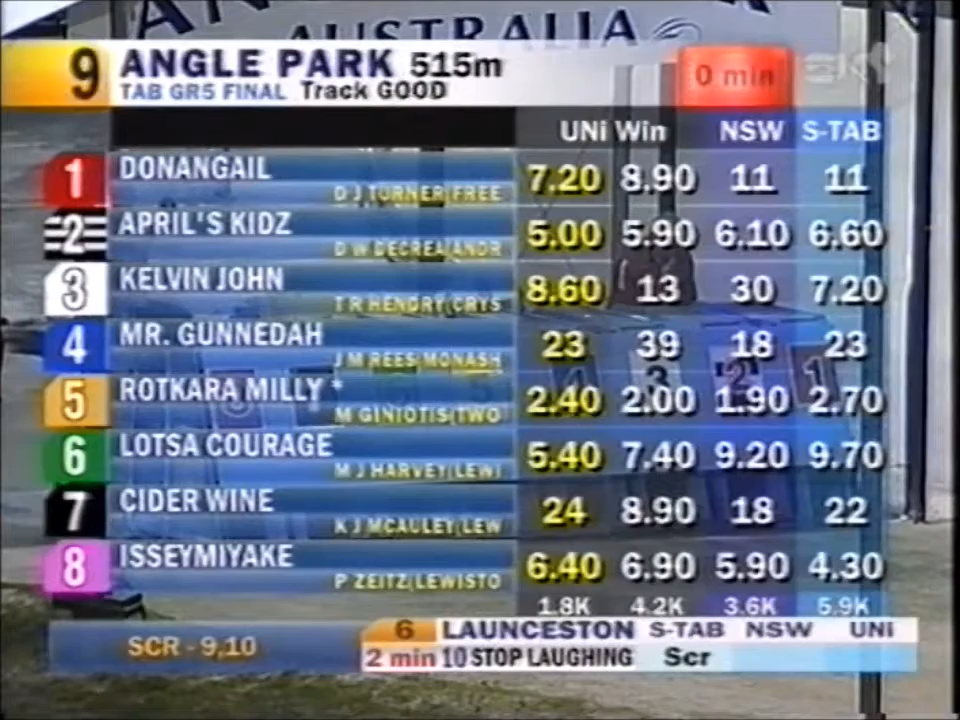 AUSTRALIA
9 ANGLE PARK 515m
TAB GR5 FINAL Track GOOD
0 min
sky
UNi Win NSW S-TAB
1 DONANGAIL 7.20 8.90 11 11
D J TURNER(FREE
2 APRIL'S KIDZ 5.00 5.90 6.10 6.60
D W DECREA(ANDR
3 KELVIN JOHN 8.60 13 30 7.20
T R HENDRY(CRYS
4 MR. GUNNEDAH 23 39 18 23
J M REES(MONASH
5 ROTKARA MILLY * 2.40 2.00 1.90 2.70
M GINIOTIS(TWO
6 LOTSA COURAGE 5.40 7.40 9.20 9.70
M J HARVEY(LEWI
7 CIDER WINE 24 8.90 18 22
K J MCAULEY(LEW
8 ISSEYMIYAKE 6.40 6.90 5.90 4.30
P ZEITZ(LEWISTO
1.8K 4.2K 3.6K 5.9K
SCR - 9,10
6 LAUNCESTON S-TAB NSW UNi
2 min 10 STOP LAUGHING Scr
3 2 1